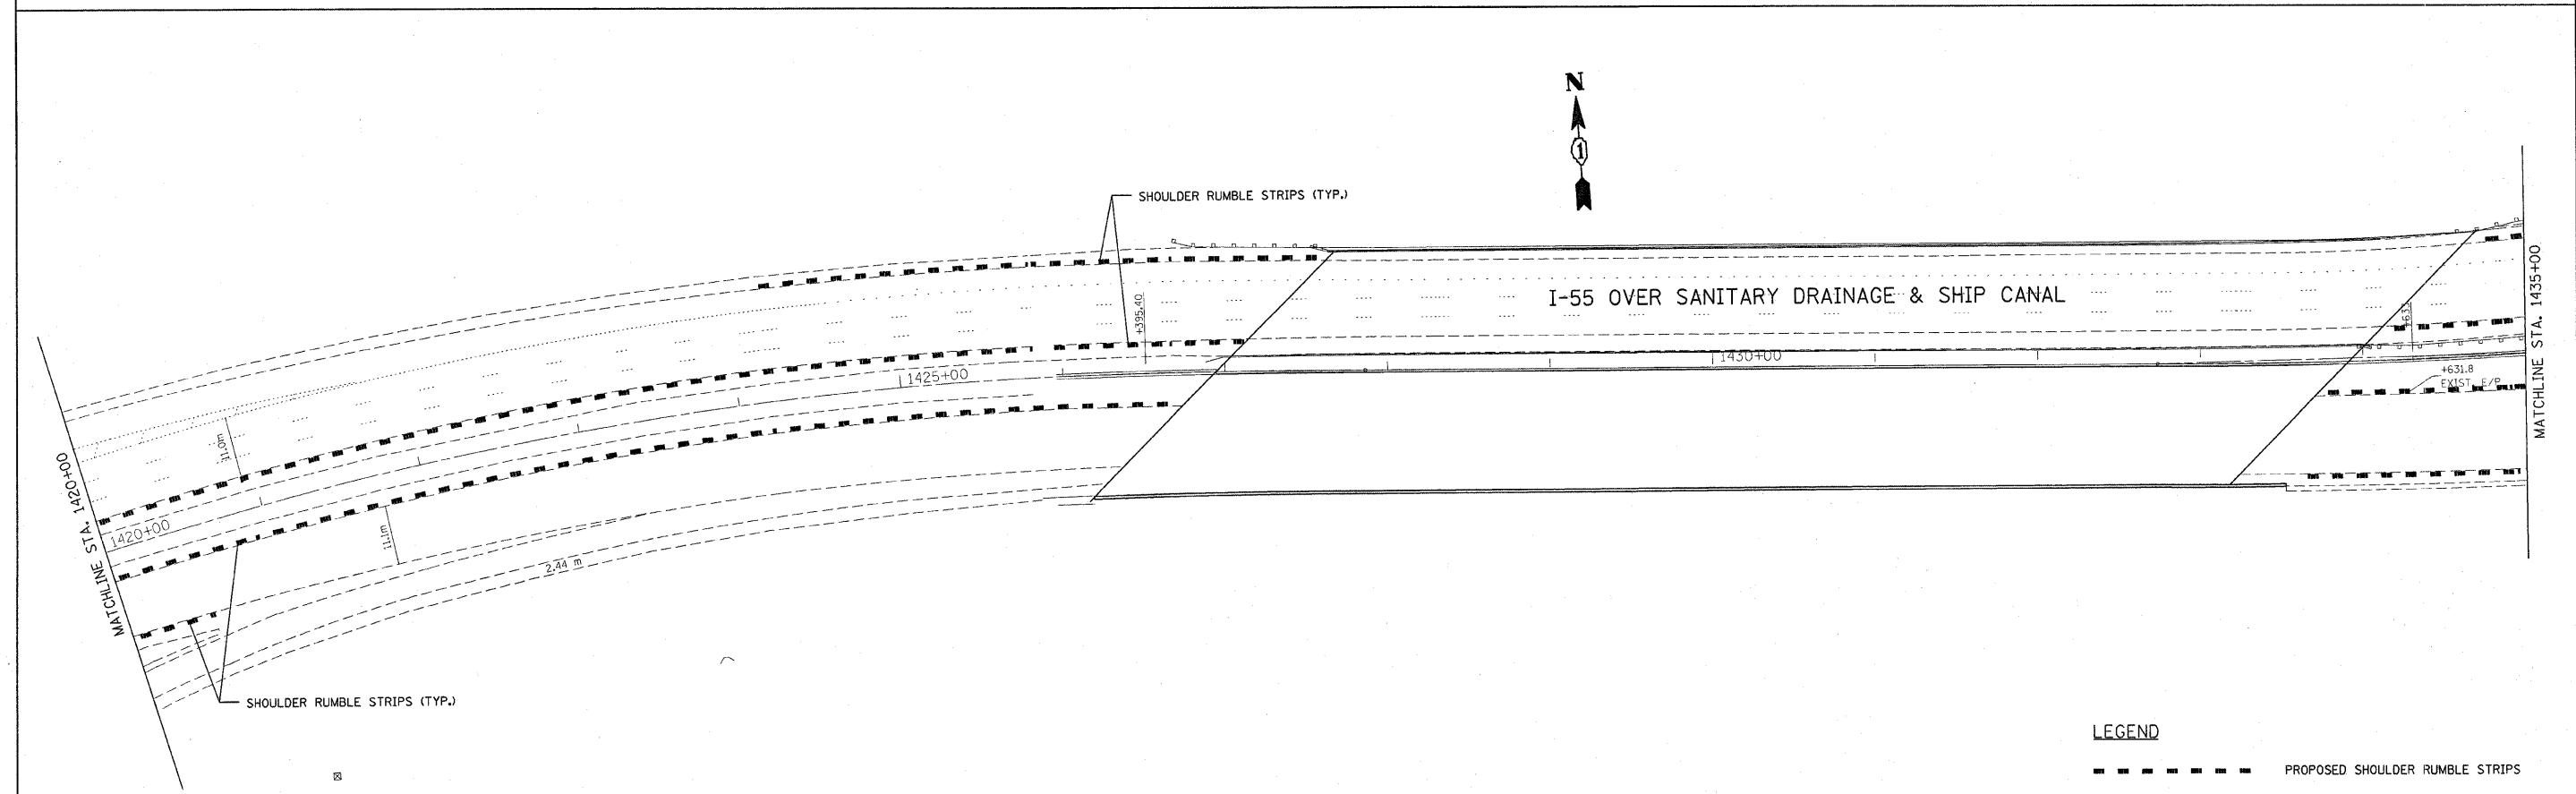 N
1
SHOULDER RUMBLE STRIPS (TYP.)
MATCHLINE STA. 1435+00
+395.40
I-55 OVER SANITARY DRAINAGE & SHIP CANAL
1430+00
+631.8
EXIST. E/P
1425+00
11.0m
MATCHLINE STA. 1420+00
1420+00
11.1m
2.44 m
SHOULDER RUMBLE STRIPS (TYP.)
LEGEND
PROPOSED SHOULDER RUMBLE STRIPS